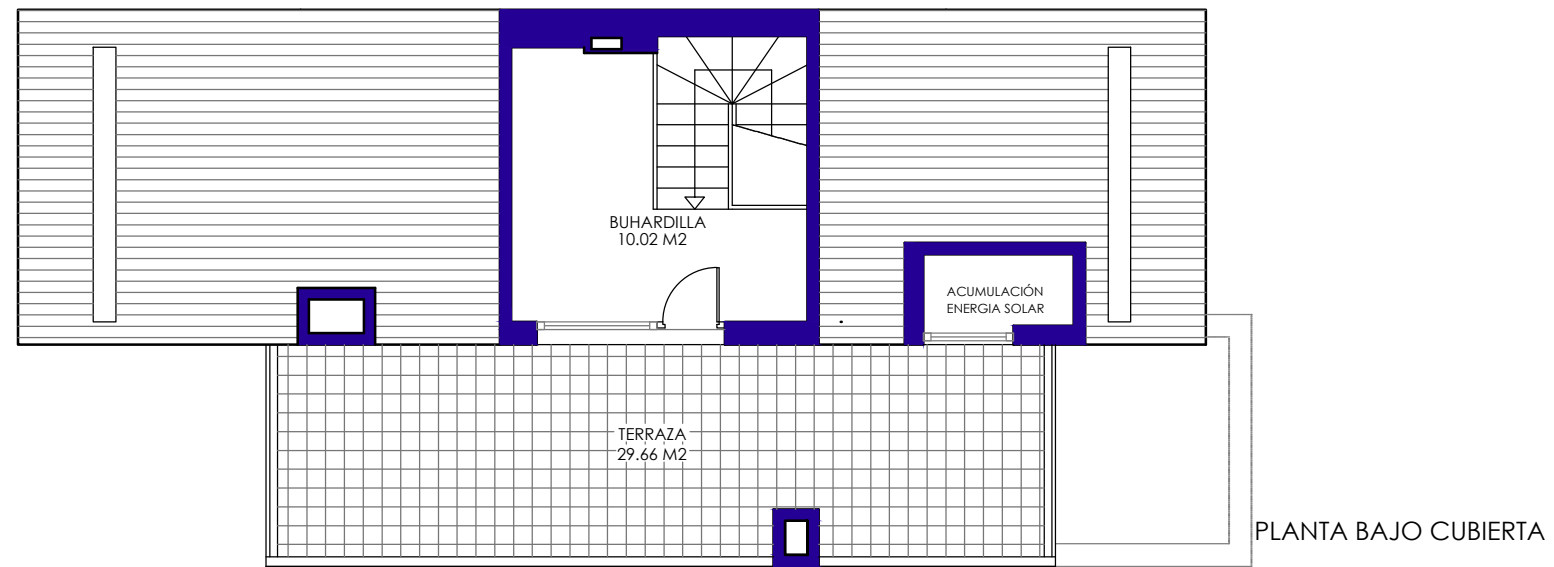 BUHARDILLA
10.02 M2
ACUMULACIÓN
ENERGIA SOLAR
TERRAZA
29.66 M2
PLANTA BAJO CUBIERTA